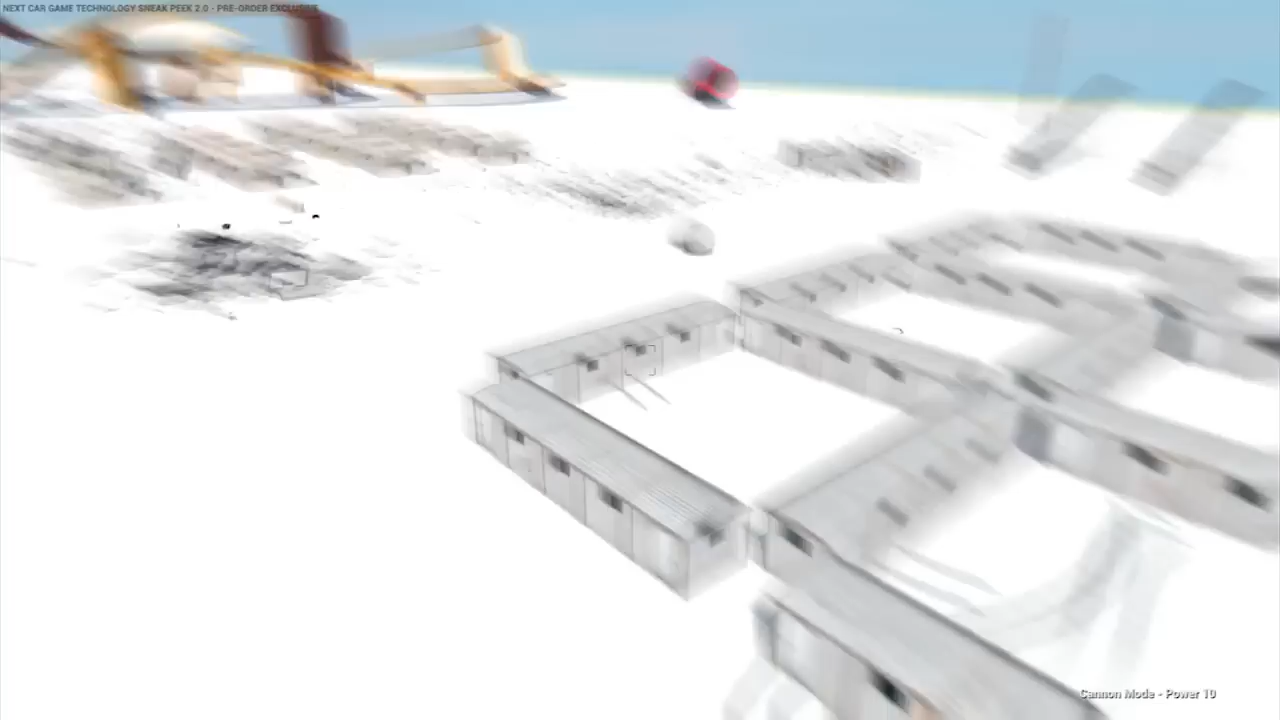 NEXT CAR GAME TECHNOLOGY SNEAK PEEK 2.0 - PRE-ORDER EXCLUSIVE
Cannon Mode - Power 10